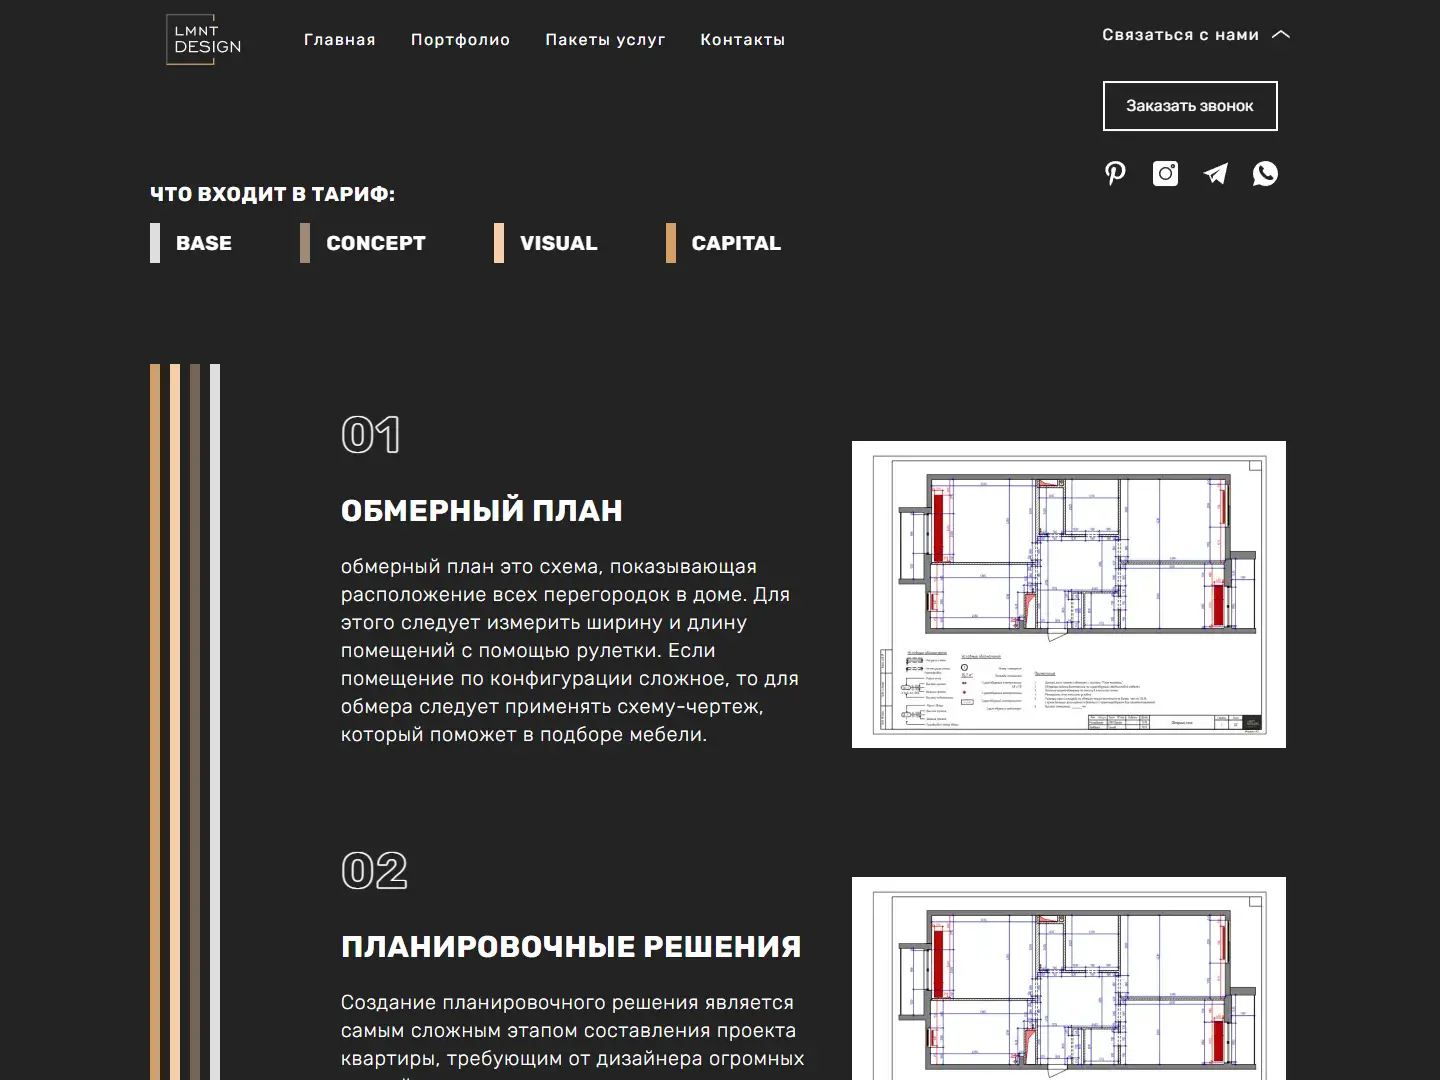 LMNT
DESIGN
Главная
Портфолио
Пакеты услуг
Контакты
Связаться с нами
Заказать звонок
ЧТО ВХОДИТ В ТАРИФ:
BASE
CONCEPT
VISUAL
CAPITAL
01
ОБМЕРНЫЙ ПЛАН
обмерный план это схема, показывающая
расположение всех перегородок в доме. Для
этого следует измерить ширину и длину
помещений с помощью рулетки. Если
помещение по конфигурации сложное, то для
обмера следует применять схему-чертеж,
который поможет в подборе мебели.
02
ПЛАНИРОВОЧНЫЕ РЕШЕНИЯ
Создание планировочного решения является
самым сложным этапом составления проекта
квартиры, требующим от дизайнера огромных